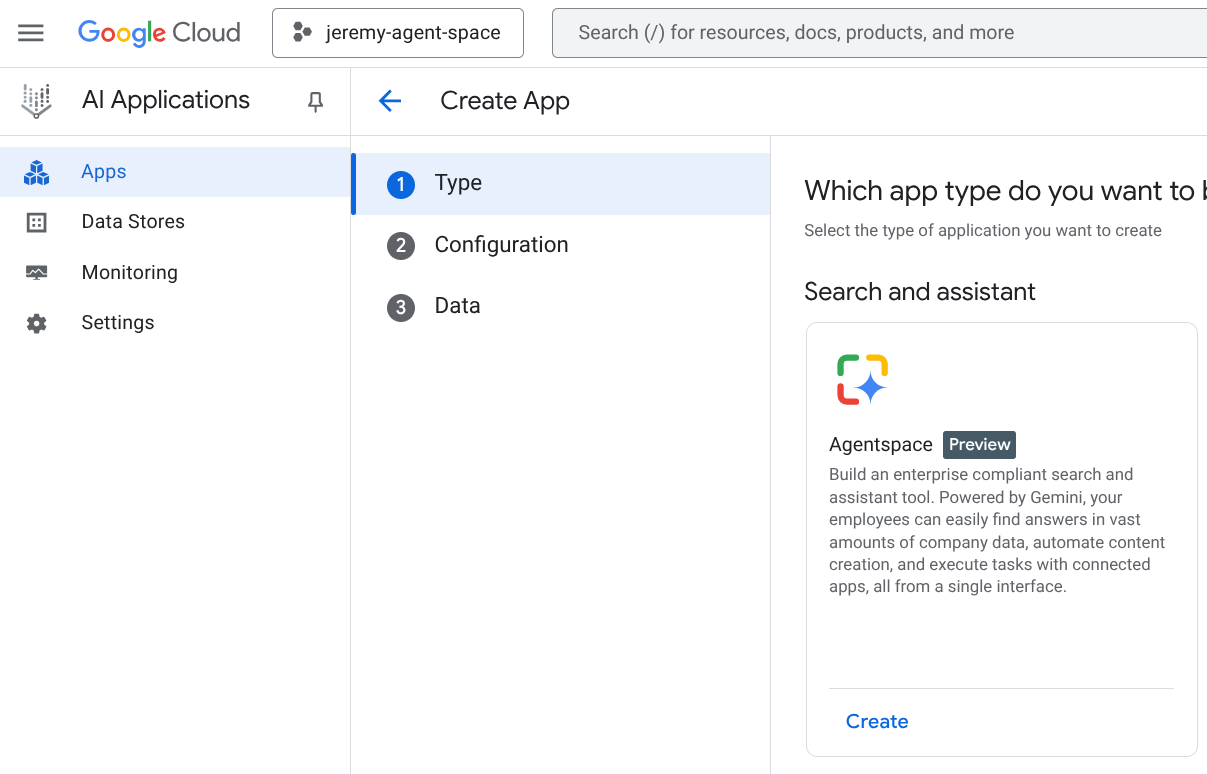 Google Cloud
jeremy-agent-space
Search (/) for resources, docs, products, and more
AI Applications
Create App
Apps
Data Stores
Monitoring
Settings
1 Type
2 Configuration
3 Data
Which app type do you want to
Select the type of application you want to create
Search and assistant
Agentspace Preview
Build an enterprise compliant search and
assistant tool. Powered by Gemini, your
employees can easily find answers in vast
amounts of company data, automate content
creation, and execute tasks with connected
apps, all from a single interface.
Create